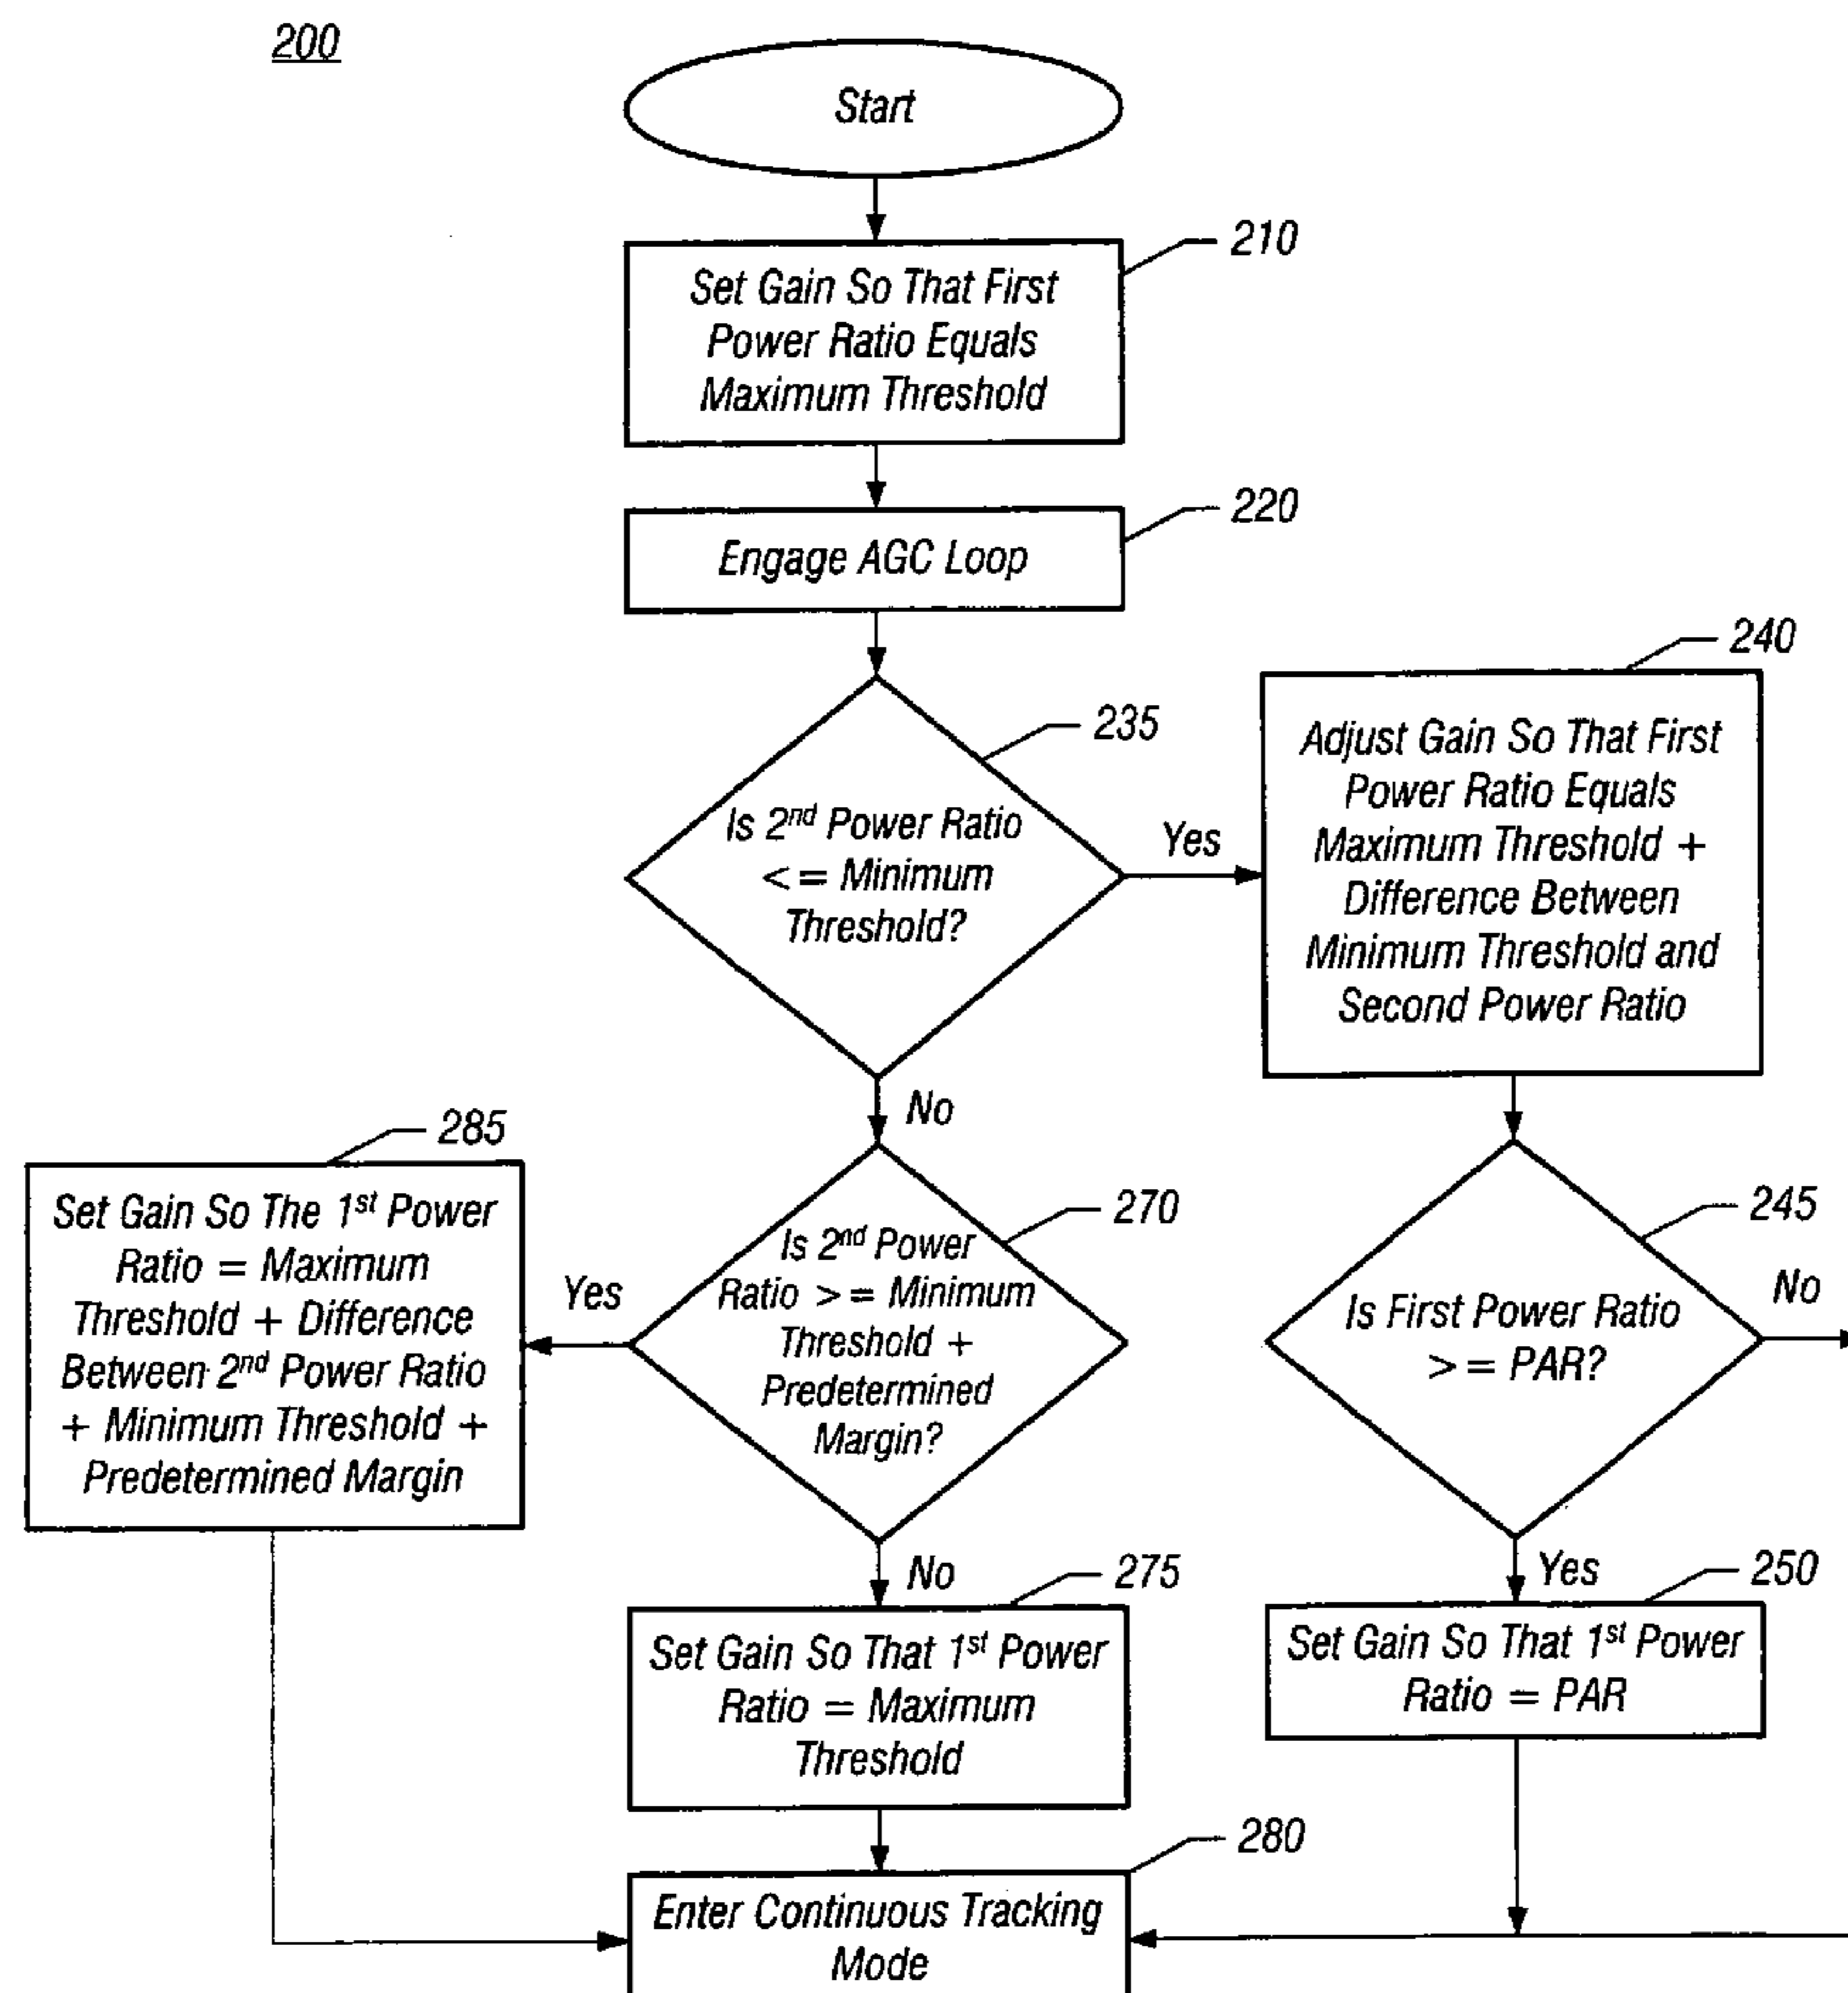 200
Start
210
Set Gain So That First
Power Ratio Equals
Maximum Threshold
220
Engage AGC Loop
235
Is 2nd Power Ratio
< = Minimum
Threshold?
Yes
240
Adjust Gain So That First
Power Ratio Equals
Maximum Threshold +
Difference Between
Minimum Threshold and
Second Power Ratio
No
285
Set Gain So The 1st Power
Ratio = Maximum
Threshold + Difference
Between 2nd Power Ratio
+ Minimum Threshold +
Predetermined Margin
Yes
270
Is 2nd Power
Ratio > = Minimum
Threshold +
Predetermined
Margin?
245
Is First Power Ratio
> = PAR?
No
No
275
Set Gain So That 1st Power
Ratio = Maximum
Threshold
Yes
250
Set Gain So That 1st Power
Ratio = PAR
280
Enter Continuous Tracking
Mode